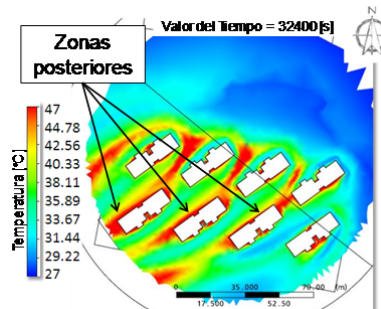 Valor del Tiempo = 32400 [s]
N
Zonas
posteriores
Temperatura [°C]
47
44.78
42.56
40.33
38.11
35.89
33.67
31.44
29.22
27
0 35.000 70.00 (m)
17.500 52.50